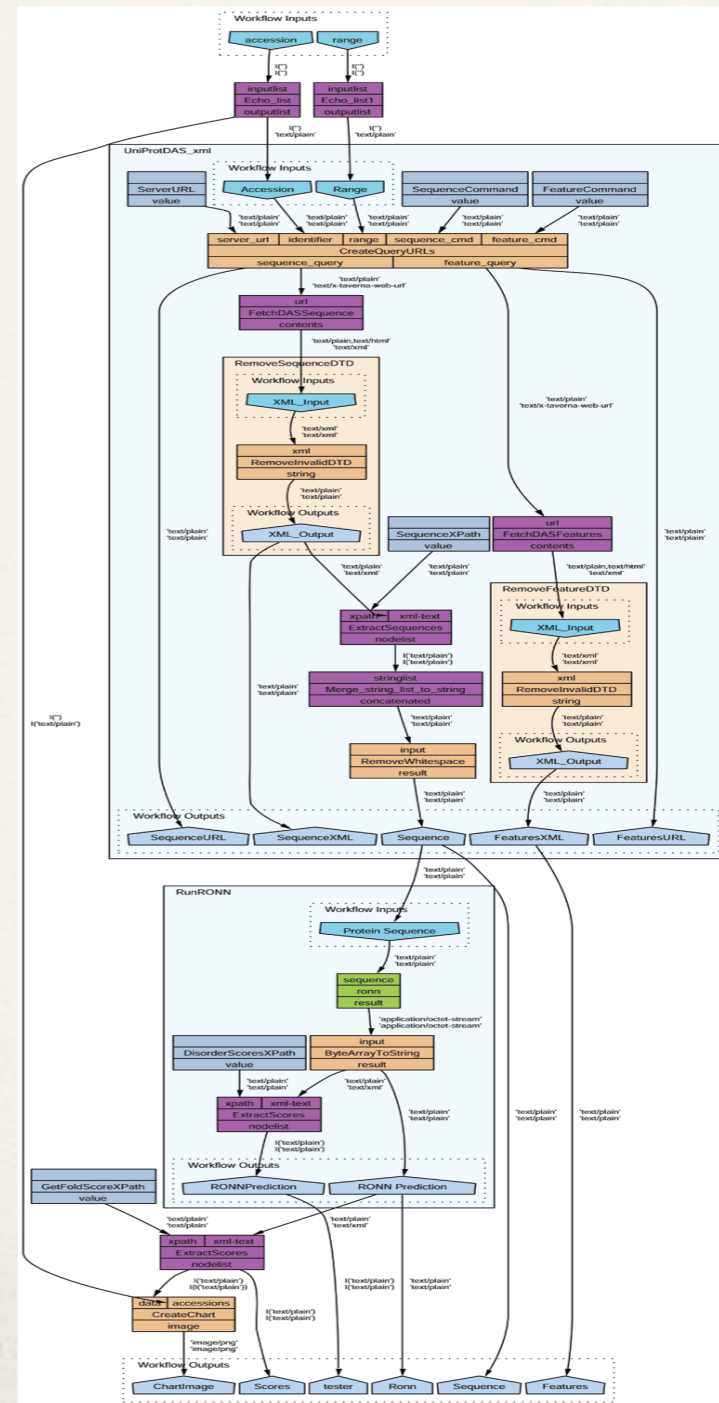 Workflow Inputs
accession range
l('')
l('')
l('')
l('')
inputlist inputlist
Echo_list Echo_list1
outputlist outputlist
l('')
'text/plain'
l('')
'text/plain'
UniProtDAS_xml
Workflow Inputs
ServerURL
value
Accession Range
SequenceCommand
value
FeatureCommand
value
'text/plain'
'text/plain'
'text/plain'
'text/plain'
'text/plain'
'text/plain'
'text/plain'
'text/plain'
'text/plain'
'text/plain'
server_url identifier range sequence_cmd feature_cmd
CreateQueryURLs
sequence_query feature_query
'text/plain'
'text/x-taverna-web-url'
url
FetchDASSequence
contents
'text/plain,text/html'
'text/xml'
RemoveSequenceDTD
Workflow Inputs
XML_Input
'text/plain'
'text/x-taverna-web-url'
'text/xml'
'text/xml'
xml
RemoveInvalidDTD
string
'text/plain'
'text/plain'
Workflow Outputs
XML_Output
'text/plain'
'text/plain'
SequenceXPath
value
url
FetchDASFeatures
contents
'text/plain'
'text/plain'
'text/plain'
'text/xml'
'text/plain'
'text/plain'
'text/plain,text/html'
'text/xml'
RemoveFeatureDTD
Workflow Inputs
XML_Input
xpath xml-text
ExtractSequences
nodelist
l('text/plain')
l('text/plain')
'text/xml'
'text/xml'
stringlist
Merge_string_list_to_string
concatenated
xml
RemoveInvalidDTD
string
'text/plain'
'text/plain'
'text/plain'
'text/plain'
'text/plain'
'text/plain'
l('')
l('text/plain')
input
RemoveWhitespace
result
Workflow Outputs
XML_Output
'text/plain'
'text/plain'
'text/plain'
'text/plain'
Workflow Outputs
SequenceURL SequenceXML Sequence FeaturesXML FeaturesURL
'text/plain'
'text/plain'
RunRONN
Workflow Inputs
Protein Sequence
'text/plain'
'text/plain'
sequence
ronn
result
'application/octet-stream'
'application/octet-stream'
DisorderScoresXPath
value
input
ByteArrayToString
result
'text/plain'
'text/plain'
'text/plain'
'text/xml'
xpath xml-text
ExtractScores
nodelist
'text/plain'
'text/plain'
'text/plain'
'text/plain'
'text/plain'
'text/plain'
l('text/plain')
l('text/plain')
Workflow Outputs
RONNPrediction RONN Prediction
GetFoldScoreXPath
value
'text/plain'
'text/plain'
'text/plain'
'text/xml'
xpath xml-text
ExtractScores
nodelist
l('text/plain')
l(l('text/plain'))
l('text/plain')
l('text/plain')
'text/plain'
'text/plain'
data accessions
CreateChart
image
l('text/plain')
l('text/plain')
'image/png'
'image/png'
Workflow Outputs
ChartImage Scores tester Ronn Sequence Features